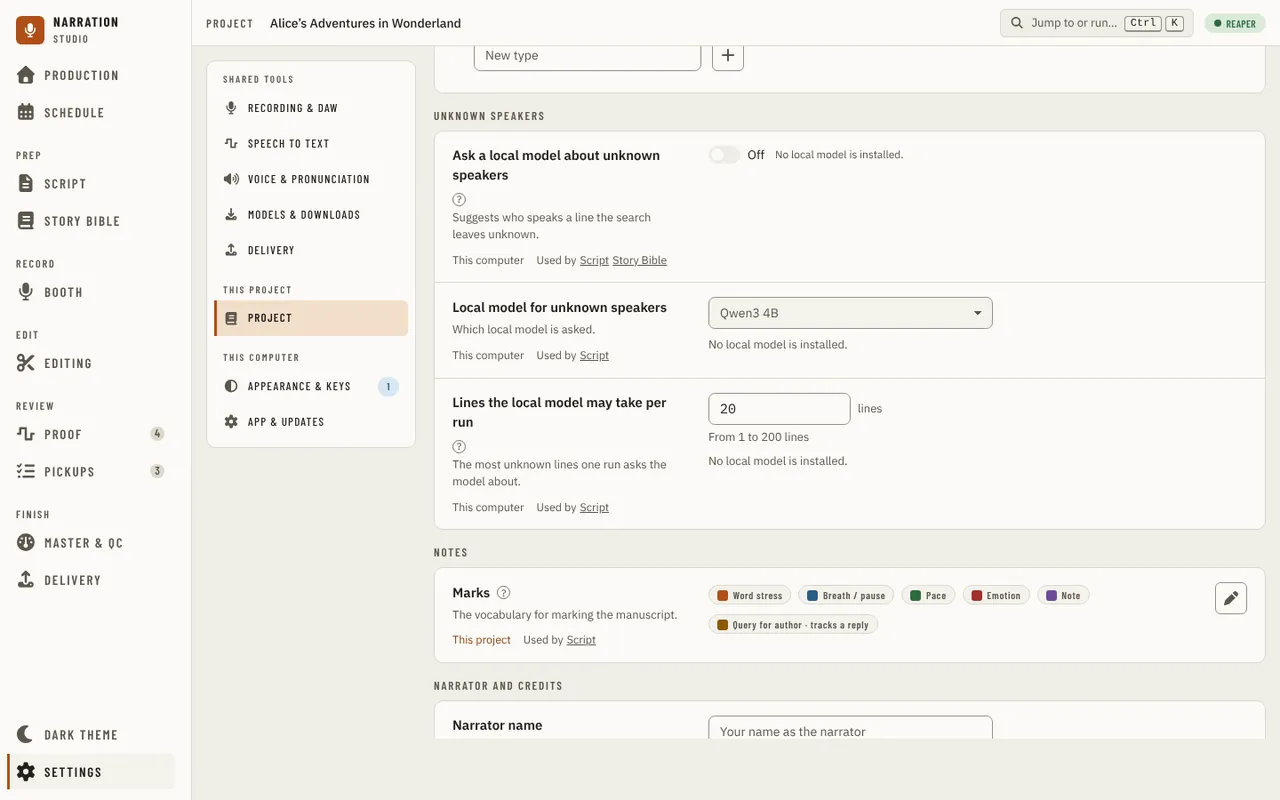 NARRATION
STUDIO
PRODUCTION
SCHEDULE
PREP
SCRIPT
STORY BIBLE
RECORD
BOOTH
EDIT
EDITING
REVIEW
PROOF 4
PICKUPS 3
FINISH
MASTER & QC
DELIVERY
DARK THEME
SETTINGS
PROJECT Alice's Adventures in Wonderland
Jump to or run... Ctrl K
REAPER
SHARED TOOLS
RECORDING & DAW
SPEECH TO TEXT
VOICE & PRONUNCIATION
MODELS & DOWNLOADS
DELIVERY
THIS PROJECT
PROJECT
THIS COMPUTER
APPEARANCE & KEYS 1
APP & UPDATES
New type
UNKNOWN SPEAKERS
Ask a local model about unknown
speakers
?
Suggests who speaks a line the search
leaves unknown.
This computer Used by Script Story Bible
Off No local model is installed.
Local model for unknown speakers
Which local model is asked.
This computer Used by Script
Qwen3 4B
No local model is installed.
Lines the local model may take per
run
?
The most unknown lines one run asks the
model about.
This computer Used by Script
20 lines
From 1 to 200 lines
No local model is installed.
NOTES
Marks ?
The vocabulary for marking the manuscript.
This project Used by Script
Word stress Breath / pause Pace Emotion Note
Query for author · tracks a reply
NARRATOR AND CREDITS
Narrator name
Your name as the narrator